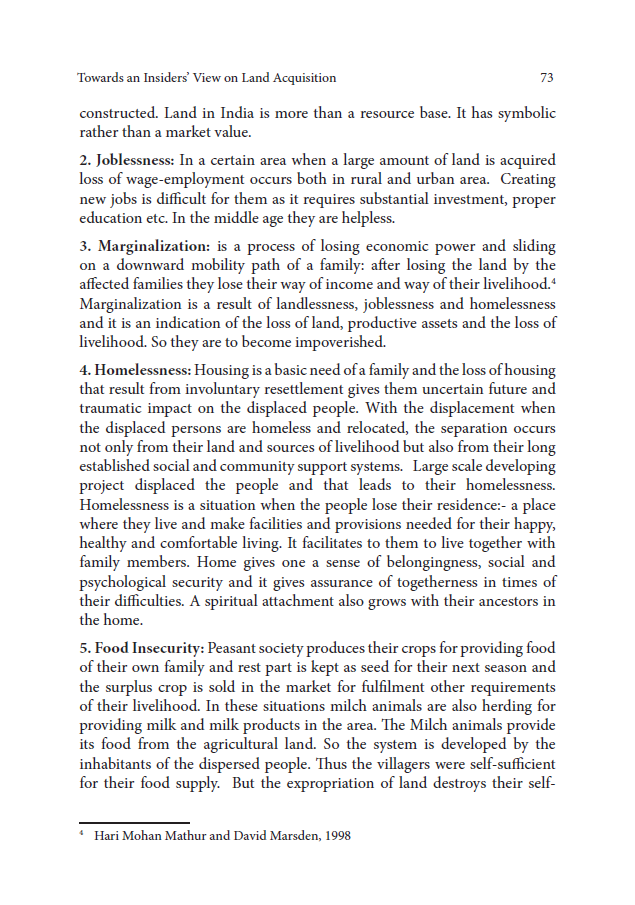 Towards an Insiders' View on Land Acquisition 73
constructed. Land in India is more than a resource base. It has symbolic
rather than a market value.
2. Joblessness: In a certain area when a large amount of land is acquired
loss of wage-employment occurs both in rural and urban area. Creating
new jobs is difficult for them as it requires substantial investment, proper
education etc. In the middle age they are helpless.
3. Marginalization: is a process of losing economic power and sliding
on a downward mobility path of a family: after losing the land by the
affected families they lose their way of income and way of their livelihood.⁴
Marginalization is a result of landlessness, joblessness and homelessness
and it is an indication of the loss of land, productive assets and the loss of
livelihood. So they are to become impoverished.
4. Homelessness: Housing is a basic need of a family and the loss of housing
that result from involuntary resettlement gives them uncertain future and
traumatic impact on the displaced people. With the displacement when
the displaced persons are homeless and relocated, the separation occurs
not only from their land and sources of livelihood but also from their long
established social and community support systems. Large scale developing
project displaced the people and that leads to their homelessness.
Homelessness is a situation when the people lose their residence:- a place
where they live and make facilities and provisions needed for their happy,
healthy and comfortable living. It facilitates to them to live together with
family members. Home gives one a sense of belongingness, social and
psychological security and it gives assurance of togetherness in times of
their difficulties. A spiritual attachment also grows with their ancestors in
the home.
5. Food Insecurity: Peasant society produces their crops for providing food
of their own family and rest part is kept as seed for their next season and
the surplus crop is sold in the market for fulfilment other requirements
of their livelihood. In these situations milch animals are also herding for
providing milk and milk products in the area. The Milch animals provide
its food from the agricultural land. So the system is developed by the
inhabitants of the dispersed people. Thus the villagers were self-sufficient
for their food supply. But the expropriation of land destroys their self-
⁴ Hari Mohan Mathur and David Marsden, 1998